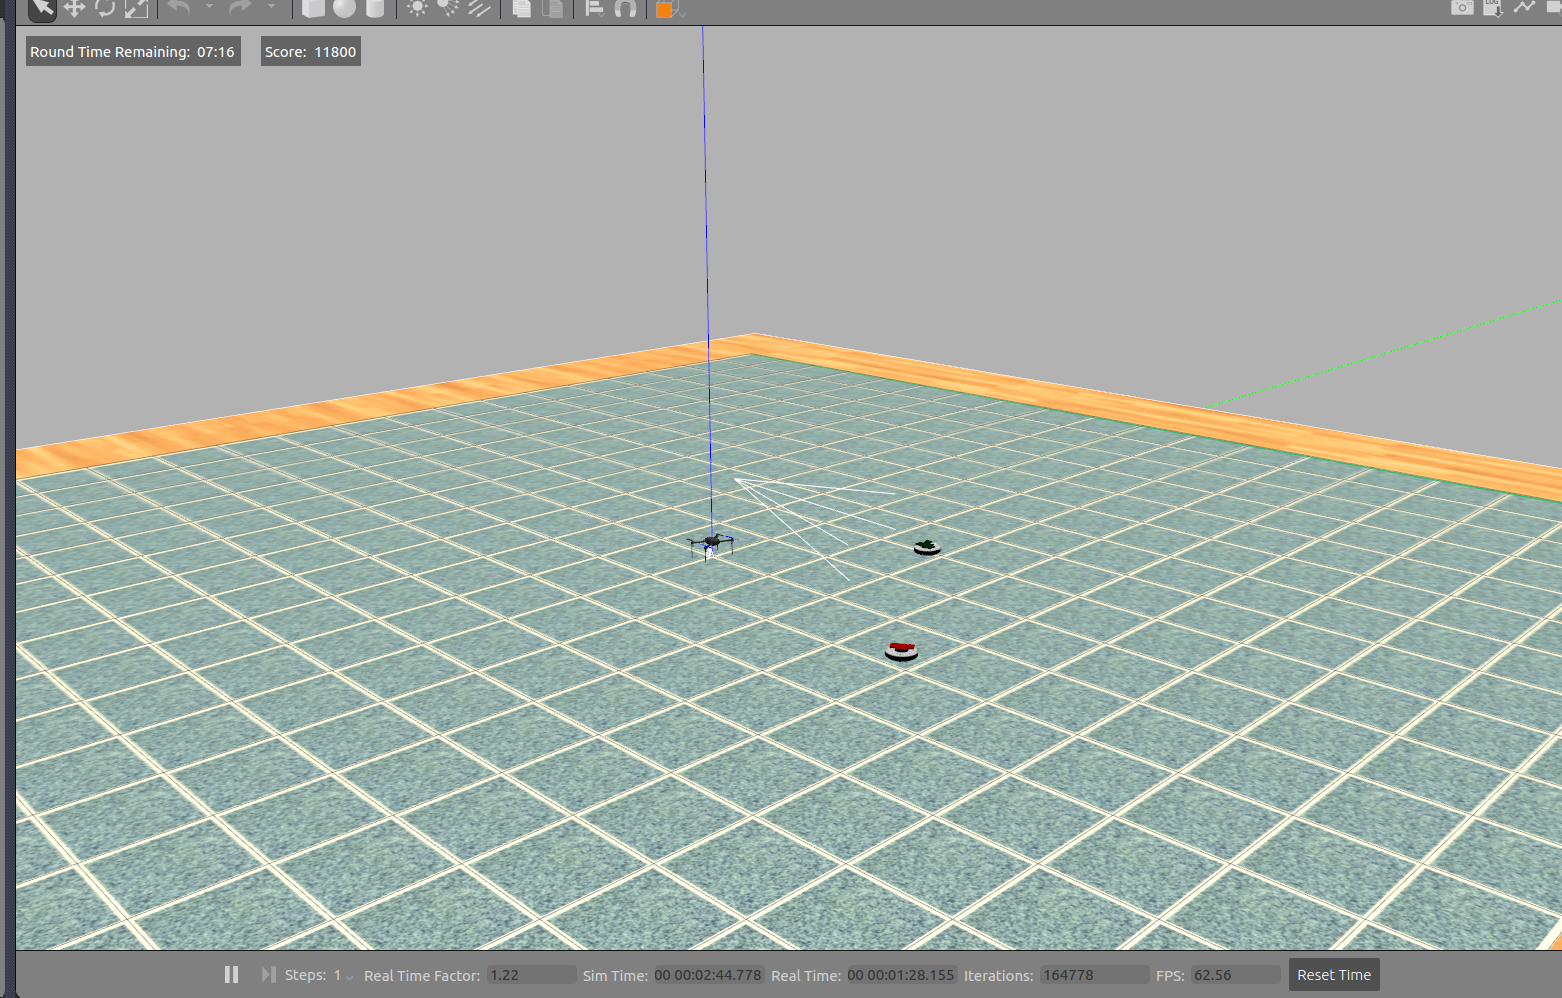 LOG
Round Time Remaining: 07:16 Score: 11800
Steps: 1 Real Time Factor: 1.22 Sim Time: 00 00:02:44.778 Real Time: 00 00:01:28.155 Iterations: 164778 FPS: 62.56 Reset Time